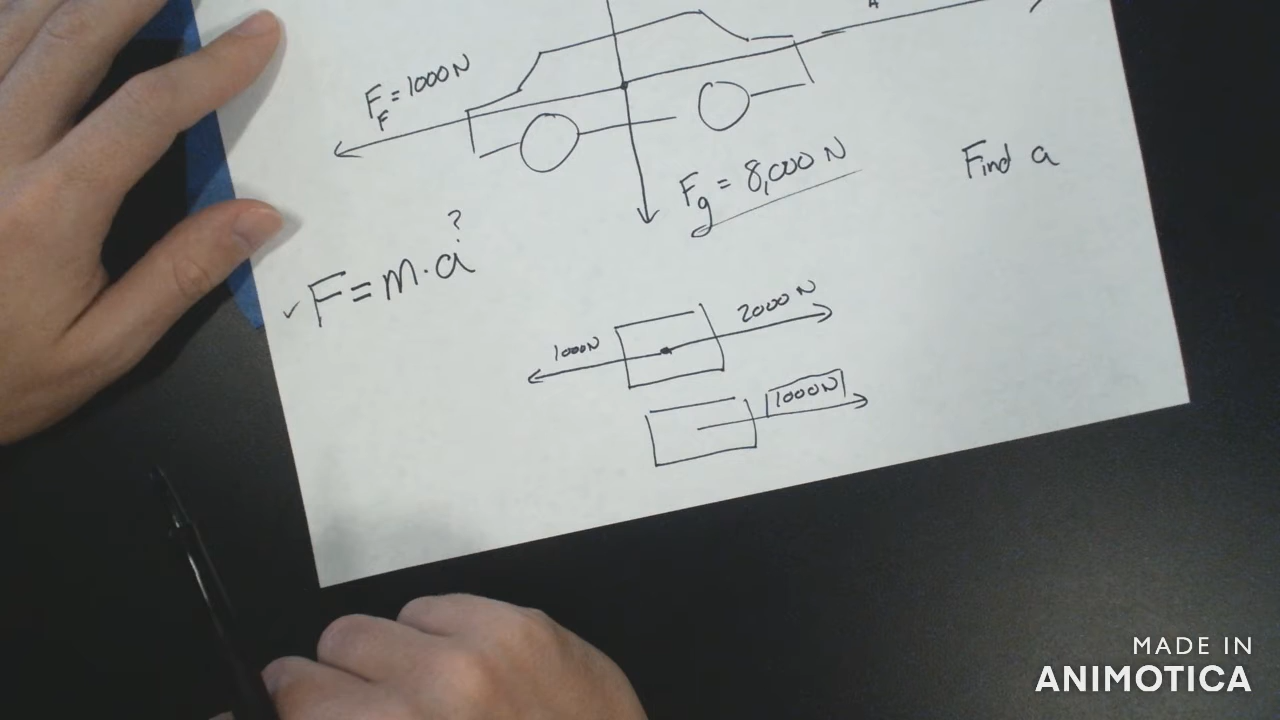 A
F_F = 1000 N
F_g = 8,000 N
Find a
?
✓ F = m · a
2000 N
1000N
1000N
MADE IN
ANIMOTICA